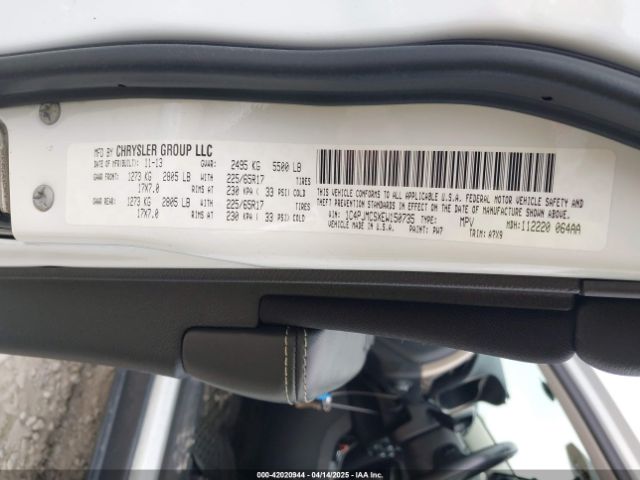 MFD BY CHRYSLER GROUP LLC
DATE OF MFR(BUILT): 11-13 GVWR: 2495 KG 5500 LB
GAWR FRONT: 1273 KG 2805 LB WITH 225/65R17 TIRES
17X7.0 RIMS AT 230 KPA ( 33 PSI) COLD
GAWR REAR: 1273 KG 2805 LB WITH 225/65R17 TIRES
17X7.0 RIMS AT 230 KPA ( 33 PSI) COLD
THIS VEHICLE CONFORMS TO ALL APPLICABLE U.S.A. FEDERAL MOTOR VEHICLE SAFETY AND
THEFT PREVENTION STANDARDS IN EFFECT ON THE DATE OF MANUFACTURE SHOWN ABOVE.
VIN: 1C4PJMCSXEW150735 TYPE: MPV MDH: 112220 064AA
VEHICLE MADE IN U.S.A. PAINT: PW7 TRIM: A7X9
000-42020944 - 04/14/2025 - IAA, Inc.